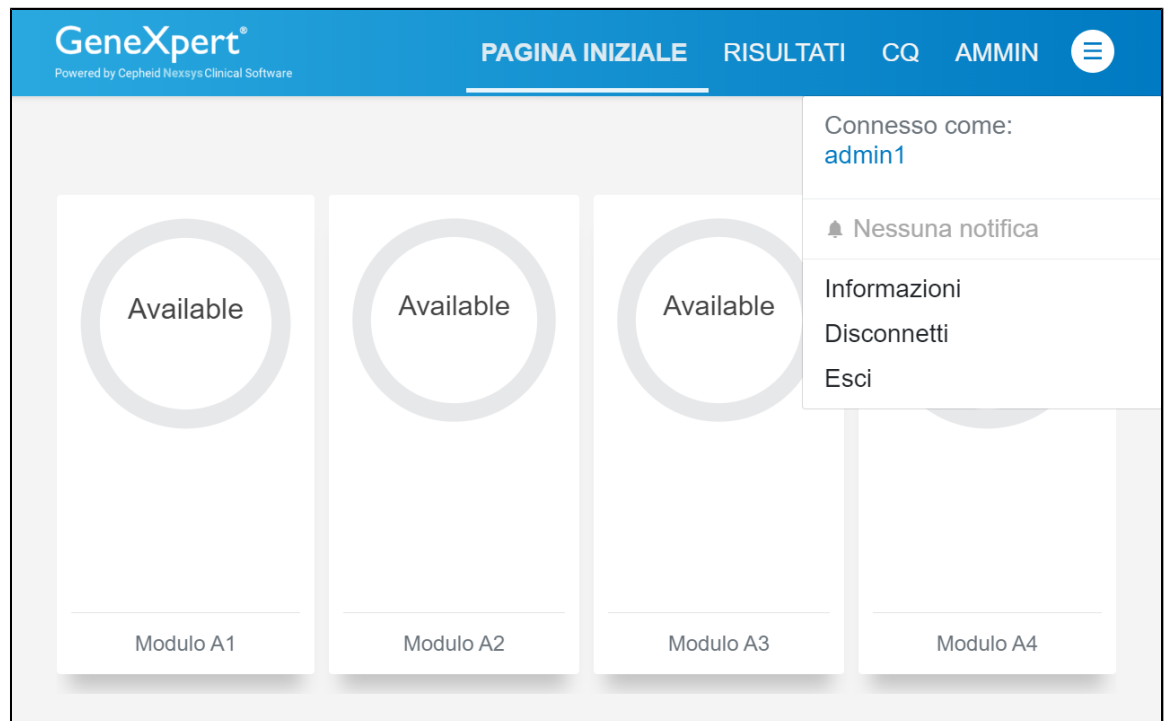 GeneXpert®
Powered by Cepheid Nexsys Clinical Software
PAGINA INIZIALE RISULTATI CQ AMMIN
Connesso come:
admin1
Nessuna notifica
Informazioni
Disconnetti
Esci
Available
Available
Available
Modulo A1
Modulo A2
Modulo A3
Modulo A4